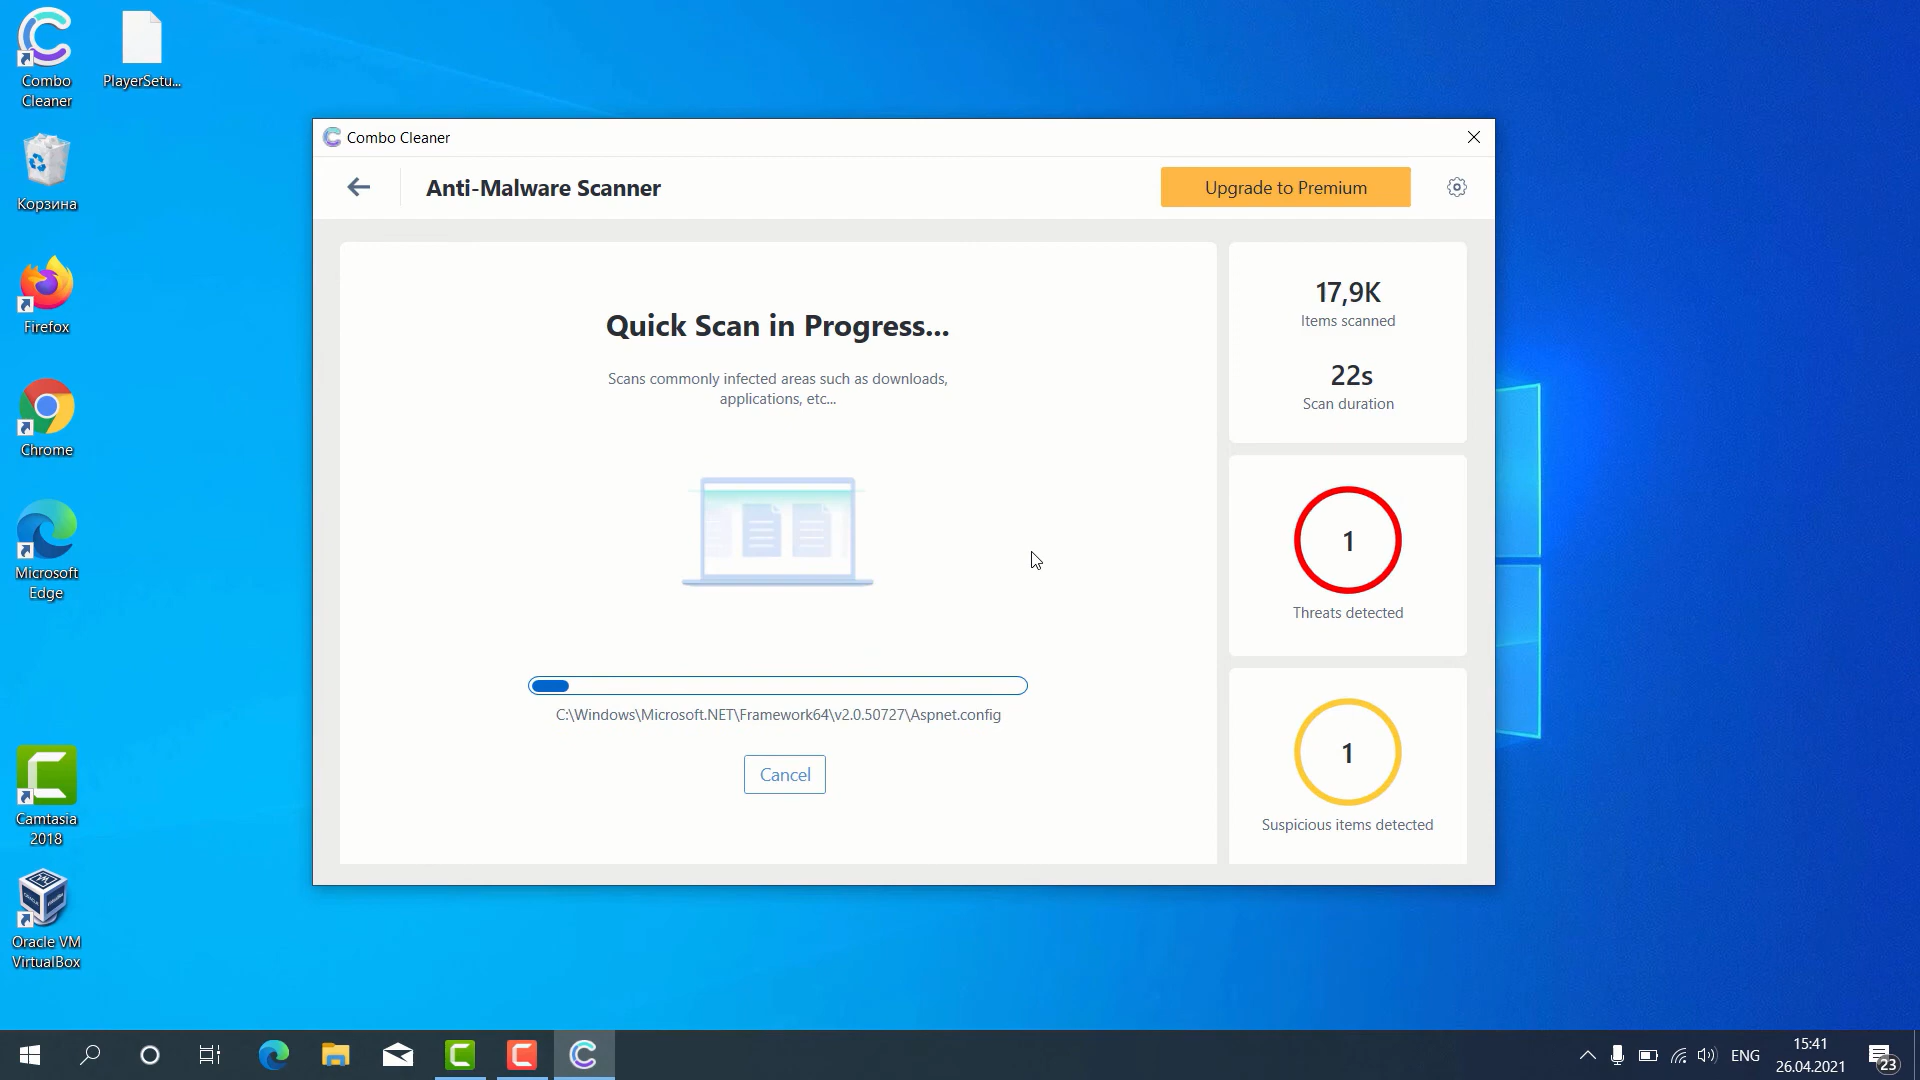 Combo
Cleaner
PlayerSetu...
Корзина
Firefox
Chrome
Microsoft
Edge
Camtasia
2018
Oracle VM
VirtualBox
Combo Cleaner
Anti-Malware Scanner
Upgrade to Premium
Quick Scan in Progress...
Scans commonly infected areas such as downloads,
applications, etc...
C:\Windows\Microsoft.NET\Framework64\v2.0.50727\Aspnet.config
Cancel
17,9K
Items scanned
22s
Scan duration
1
Threats detected
1
Suspicious items detected
ENG
15:41
26.04.2021
23